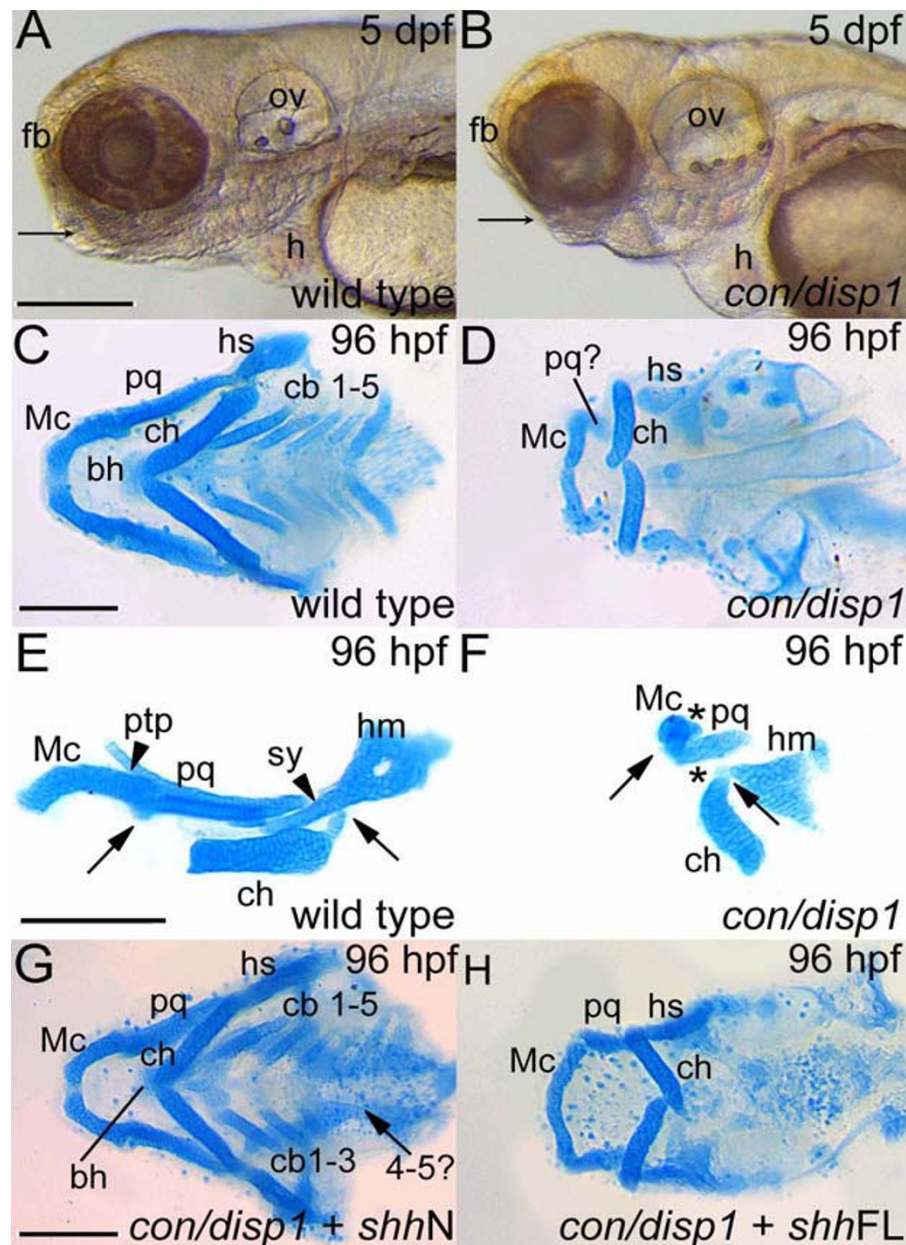 A
5 dpf
fb
ov
h
wild type
B
5 dpf
fb
ov
h
con/disp1
C
96 hpf
hs
pq
cb 1-5
Mc
ch
bh
wild type
D
96 hpf
pq?
hs
Mc
ch
con/disp1
E
96 hpf
ptp
hm
Mc
sy
pq
ch
wild type
F
96 hpf
Mc
*
pq
hm
*
ch
con/disp1
G
96 hpf
hs
pq
cb 1-5
Mc
ch
bh
cb1-3
4-5?
con/disp1 + shhN
H
96 hpf
pq
hs
Mc
ch
con/disp1 + shhFL